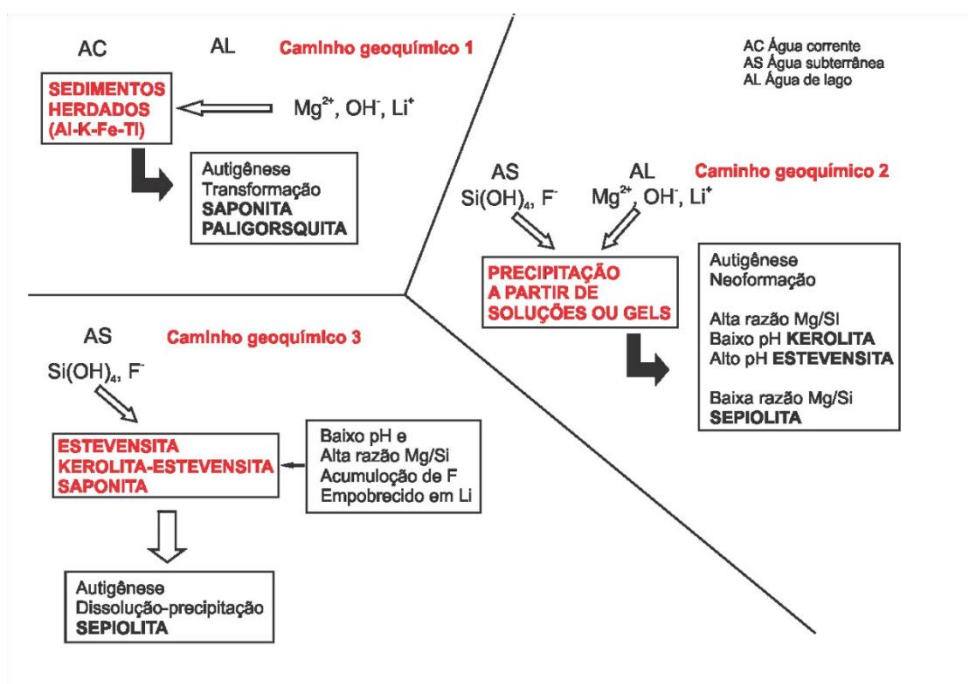 AC
AL
Caminho geoquímico 1
SEDIMENTOS
HERDADOS
(Al-K-Fe-Tl)
Mg²⁺, OH⁻, Li⁺
Autigênese
Transformação
SAPONITA
PALIGORSQUITA
AC Água corrente
AS Água subterrânea
AL Água de lago
AS
AL
Caminho geoquímico 2
Si(OH)₄, F⁻
Mg²⁺, OH⁻, Li⁺
PRECIPITAÇÃO
A PARTIR DE
SOLUÇÕES OU GELS
Autigênese
Neoformação
Alta razão Mg/SI
Baixo pH KEROLITA
Alto pH ESTEVENSITA
Baixa razão Mg/Si
SEPIOLITA
AS
Caminho geoquímico 3
Si(OH)₄, F⁻
ESTEVENSITA
KEROLITA-ESTEVENSITA
SAPONITA
Baixo pH e
Alta razão Mg/Si
Acumuloção de F
Empobrecido em Li
Autigênese
Dissolução-precipitação
SEPIOLITA